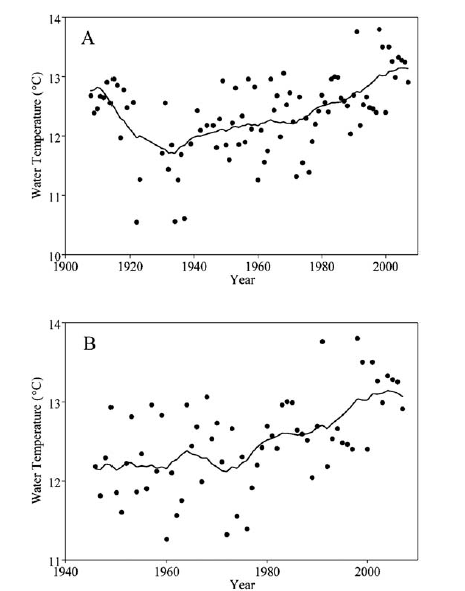 A
14
13
12
11
10
Water Temperature (°C)
1900 1920 1940 1960 1980 2000
Year
B
14
13
12
11
Water Temperature (°C)
1940 1960 1980 2000
Year